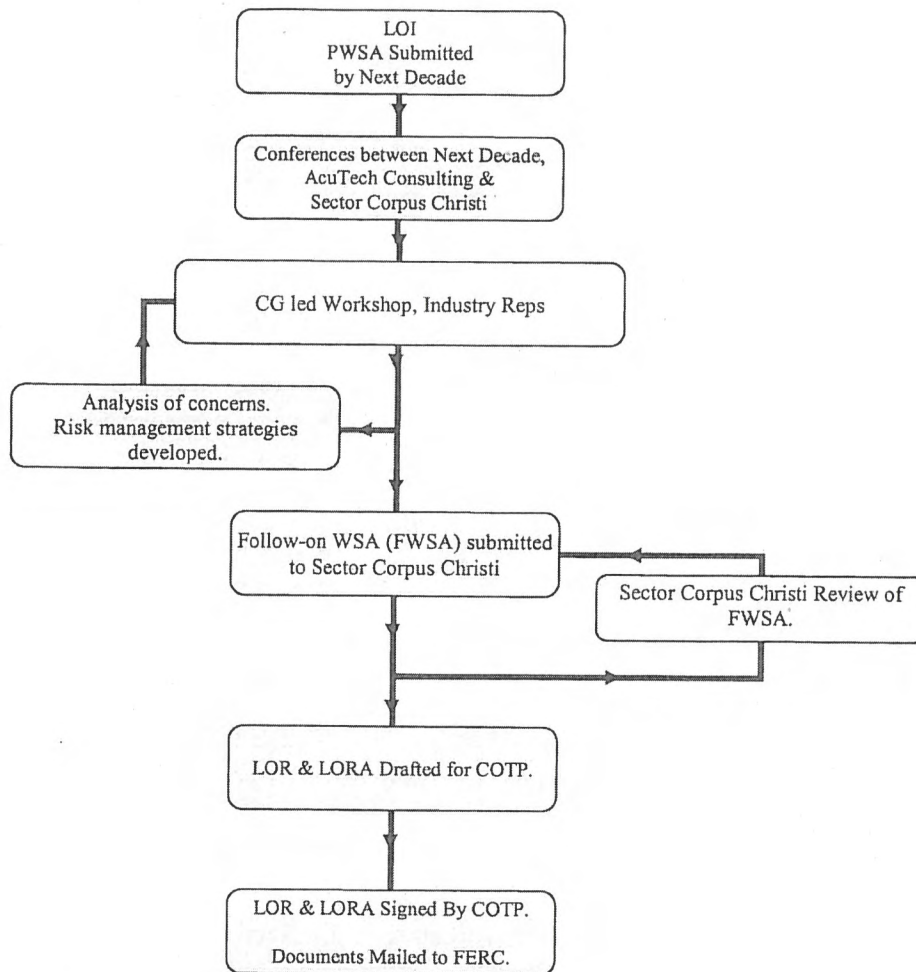 LOI
PWSA Submitted
by Next Decade
Conferences between Next Decade,
AcuTech Consulting &
Sector Corpus Christi
CG led Workshop, Industry Reps
Analysis of concerns.
Risk management strategies
developed.
Follow-on WSA (FWSA) submitted
to Sector Corpus Christi
Sector Corpus Christi Review of
FWSA.
LOR & LORA Drafted for COTP.
LOR & LORA Signed By COTP.
Documents Mailed to FERC.